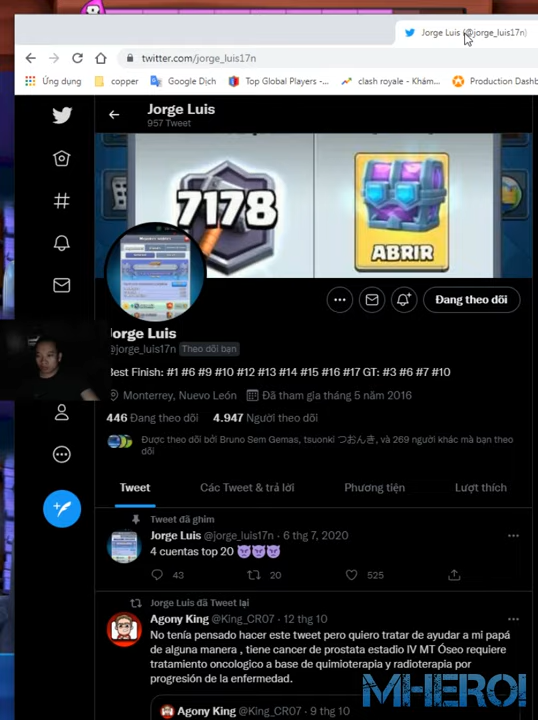 Jorge Luis (@jorge_luis17n)
twitter.com/jorge_luis17n
Ứng dụng
copper
Google Dịch
Top Global Players -...
clash royale - Khám...
Production Dashb
Jorge Luis
957 Tweet
7178
ABRIR
Đang theo dõi
Jorge Luis
@jorge_luis17n Theo dõi bạn
Best Finish: #1 #6 #9 #10 #12 #13 #14 #15 #16 #17 GT: #3 #6 #7 #10
Monterrey, Nuevo León Đã tham gia tháng 5 năm 2016
446 Đang theo dõi 4.947 Người theo dõi
Được theo dõi bởi Bruno Sem Gemas, tsuonki つおんき, và 269 người khác mà bạn theo
dõi
Tweet
Các Tweet & trả lời
Phương tiện
Lượt thích
Tweet đã ghim
Jorge Luis @jorge_luis17n · 6 thg 7, 2020
4 cuentas top 20 😈😈😈
43
20
525
Jorge Luis đã Tweet lại
Agony King @King_CR07 · 12 thg 10
No tenía pensado hacer este tweet pero quiero tratar de ayudar a mi papá
de alguna manera , tiene cancer de prostata estadio IV MT Óseo requiere
tratamiento oncologico a base de quimioterapia y radioterapia por
progresión de la enfermedad.
Agony King @King_CR07 · 9 thg 10
MHERO!